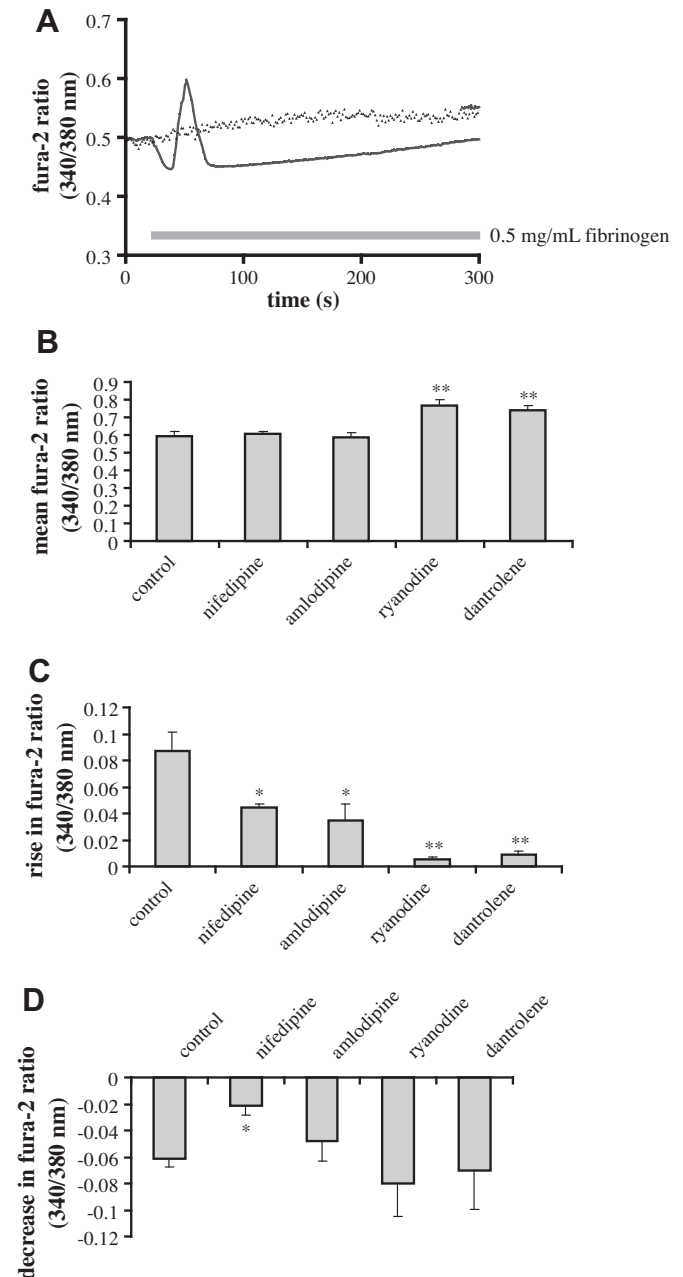 A
fura-2 ratio
(340/380 nm)
0.7
0.6
0.5
0.4
0.3
0.5 mg/mL fibrinogen
0
100
200
300
time (s)
B
mean fura-2 ratio
(340/380 nm)
0.9
0.8
0.7
0.6
0.5
0.4
0.3
0.2
0.1
0
**
**
control
nifedipine
amlodipine
ryanodine
dantrolene
C
rise in fura-2 ratio
(340/380 nm)
0.12
0.1
0.08
0.06
0.04
0.02
0
*
*
**
**
control
nifedipine
amlodipine
ryanodine
dantrolene
D
control
nifedipine
amlodipine
ryanodine
dantrolene
decrease in fura-2 ratio
(340/380 nm)
0
-0.02
-0.04
-0.06
-0.08
-0.1
-0.12
*